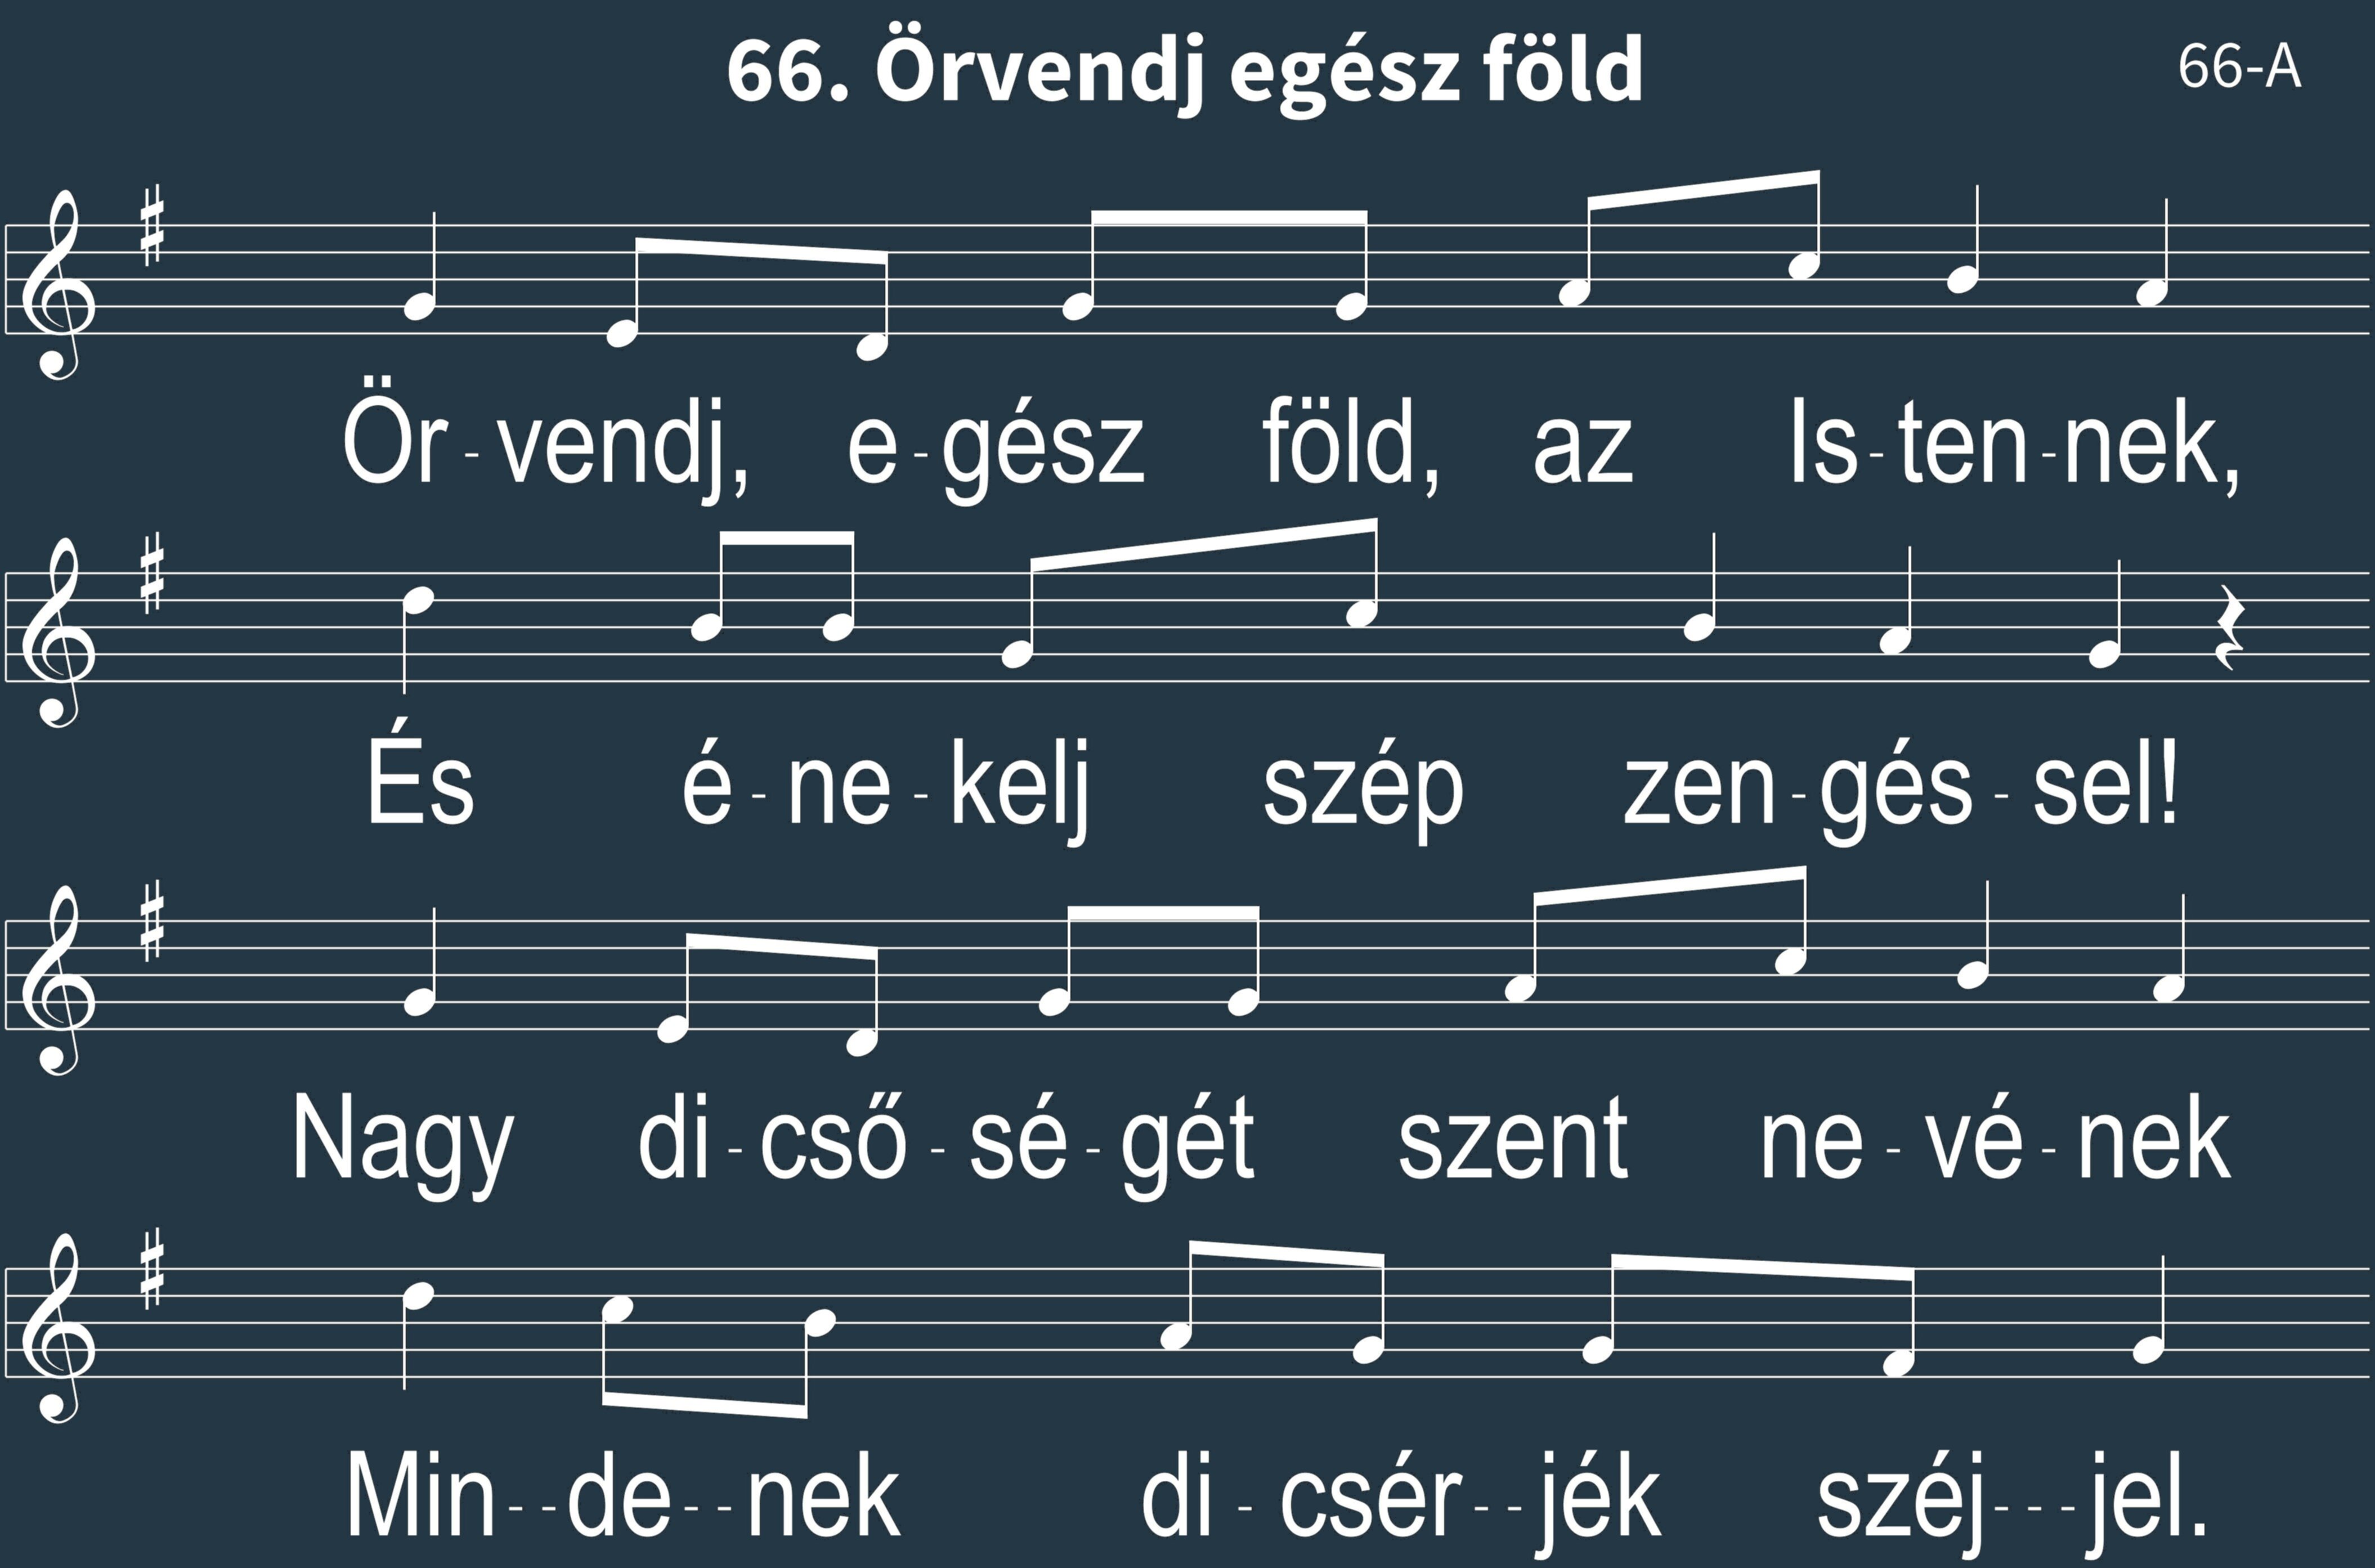 66. Örvendj egész föld
66-A
Ör-vendj, e-gész föld, az Is-ten-nek,
És é-ne-kelj szép zen-gés-sel!
Nagy di-cső-sé-gét szent ne-vé-nek
Min--de--nek di-csér--jék széj---jel.